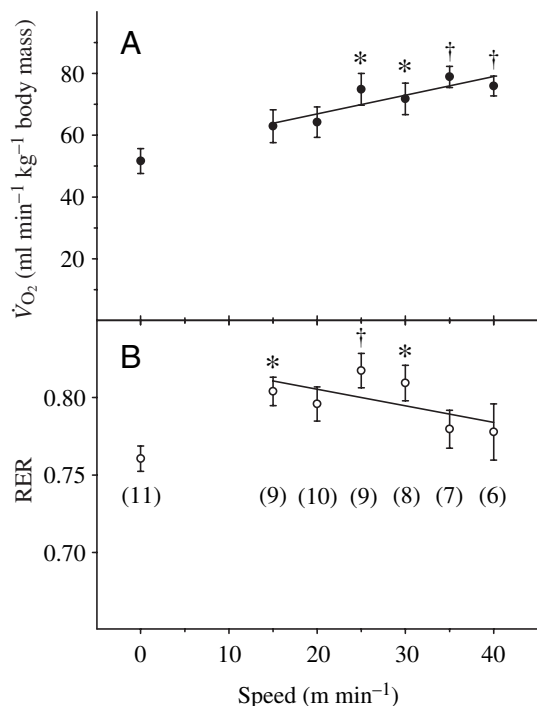 A
* * † †
80
60
40
20
V̇O₂ (ml min⁻¹ kg⁻¹ body mass)
B
* † *
0.80
0.75
0.70
RER
(11) (9) (10) (9) (8) (7) (6)
0 10 20 30 40
Speed (m min⁻¹)